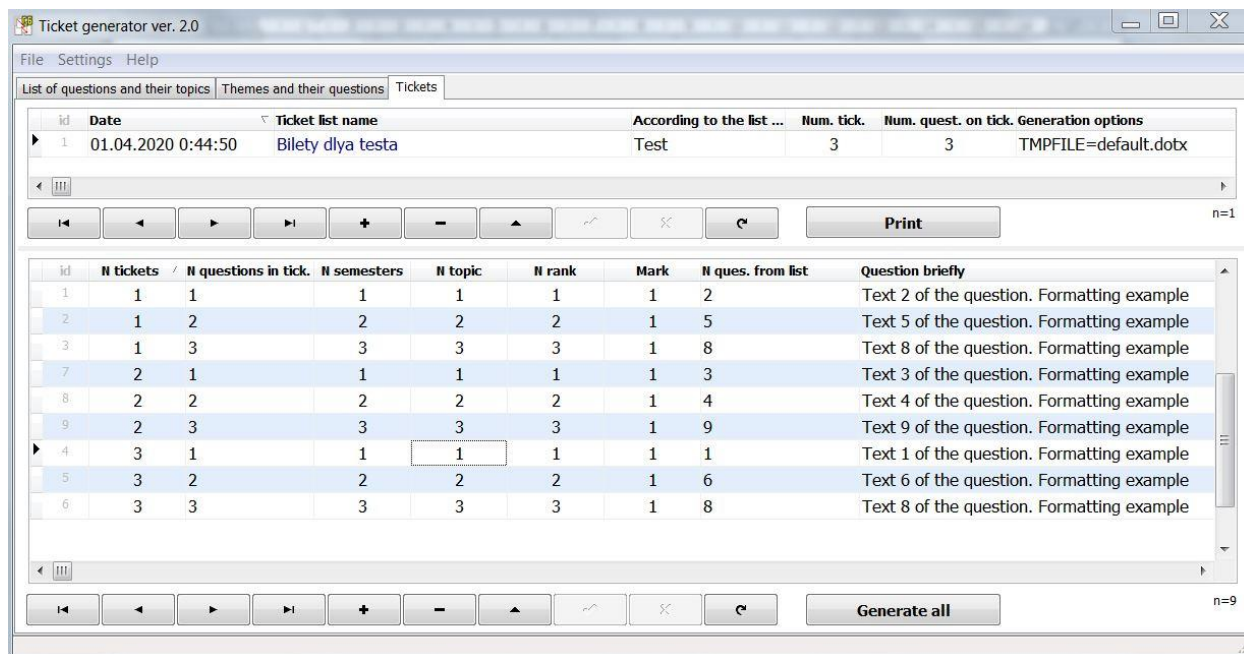 Ticket generator ver. 2.0
File Settings Help
List of questions and their topics Themes and their questions Tickets
id Date Ticket list name According to the list ... Num. tick. Num. quest. on tick. Generation options
1 01.04.2020 0:44:50 Bilety dlya testa Test 3 3 TMPFILE=default.dotx
Print n=1
id N tickets N questions in tick. N semesters N topic N rank Mark N ques. from list Question briefly
1 1 1 1 1 1 1 2 Text 2 of the question. Formatting example
2 1 2 2 2 2 1 5 Text 5 of the question. Formatting example
3 1 3 3 3 3 1 8 Text 8 of the question. Formatting example
7 2 1 1 1 1 1 3 Text 3 of the question. Formatting example
8 2 2 2 2 2 1 4 Text 4 of the question. Formatting example
9 2 3 3 3 3 1 9 Text 9 of the question. Formatting example
4 3 1 1 1 1 1 1 Text 1 of the question. Formatting example
5 3 2 2 2 2 1 6 Text 6 of the question. Formatting example
6 3 3 3 3 3 1 8 Text 8 of the question. Formatting example
Generate all n=9